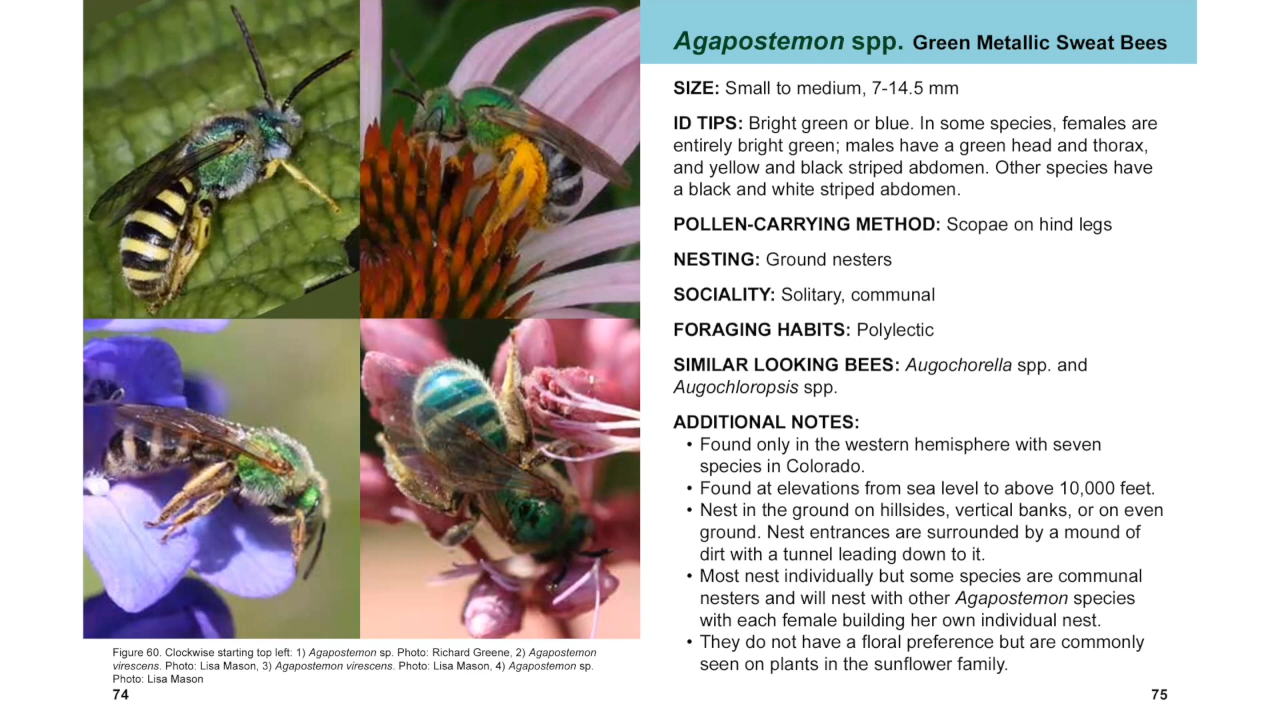 Agapostemon spp. Green Metallic Sweat Bees
SIZE: Small to medium, 7-14.5 mm
ID TIPS: Bright green or blue. In some species, females are
entirely bright green; males have a green head and thorax,
and yellow and black striped abdomen. Other species have
a black and white striped abdomen.
POLLEN-CARRYING METHOD: Scopae on hind legs
NESTING: Ground nesters
SOCIALITY: Solitary, communal
FORAGING HABITS: Polylectic
SIMILAR LOOKING BEES: Augochorella spp. and
Augochloropsis spp.
ADDITIONAL NOTES:
• Found only in the western hemisphere with seven
species in Colorado.
• Found at elevations from sea level to above 10,000 feet.
• Nest in the ground on hillsides, vertical banks, or on even
ground. Nest entrances are surrounded by a mound of
dirt with a tunnel leading down to it.
• Most nest individually but some species are communal
nesters and will nest with other Agapostemon species
with each female building her own individual nest.
• They do not have a floral preference but are commonly
seen on plants in the sunflower family.
Figure 60. Clockwise starting top left: 1) Agapostemon sp. Photo: Richard Greene, 2) Agapostemon
virescens. Photo: Lisa Mason, 3) Agapostemon virescens. Photo: Lisa Mason, 4) Agapostemon sp.
Photo: Lisa Mason
74
75